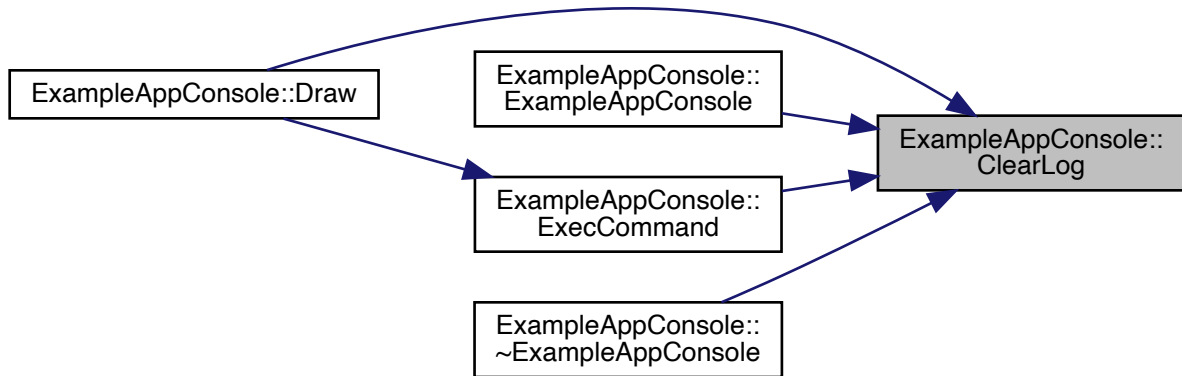 ExampleAppConsole::Draw
ExampleAppConsole::
ExampleAppConsole
ExampleAppConsole::
ExecCommand
ExampleAppConsole::
~ExampleAppConsole
ExampleAppConsole::
ClearLog